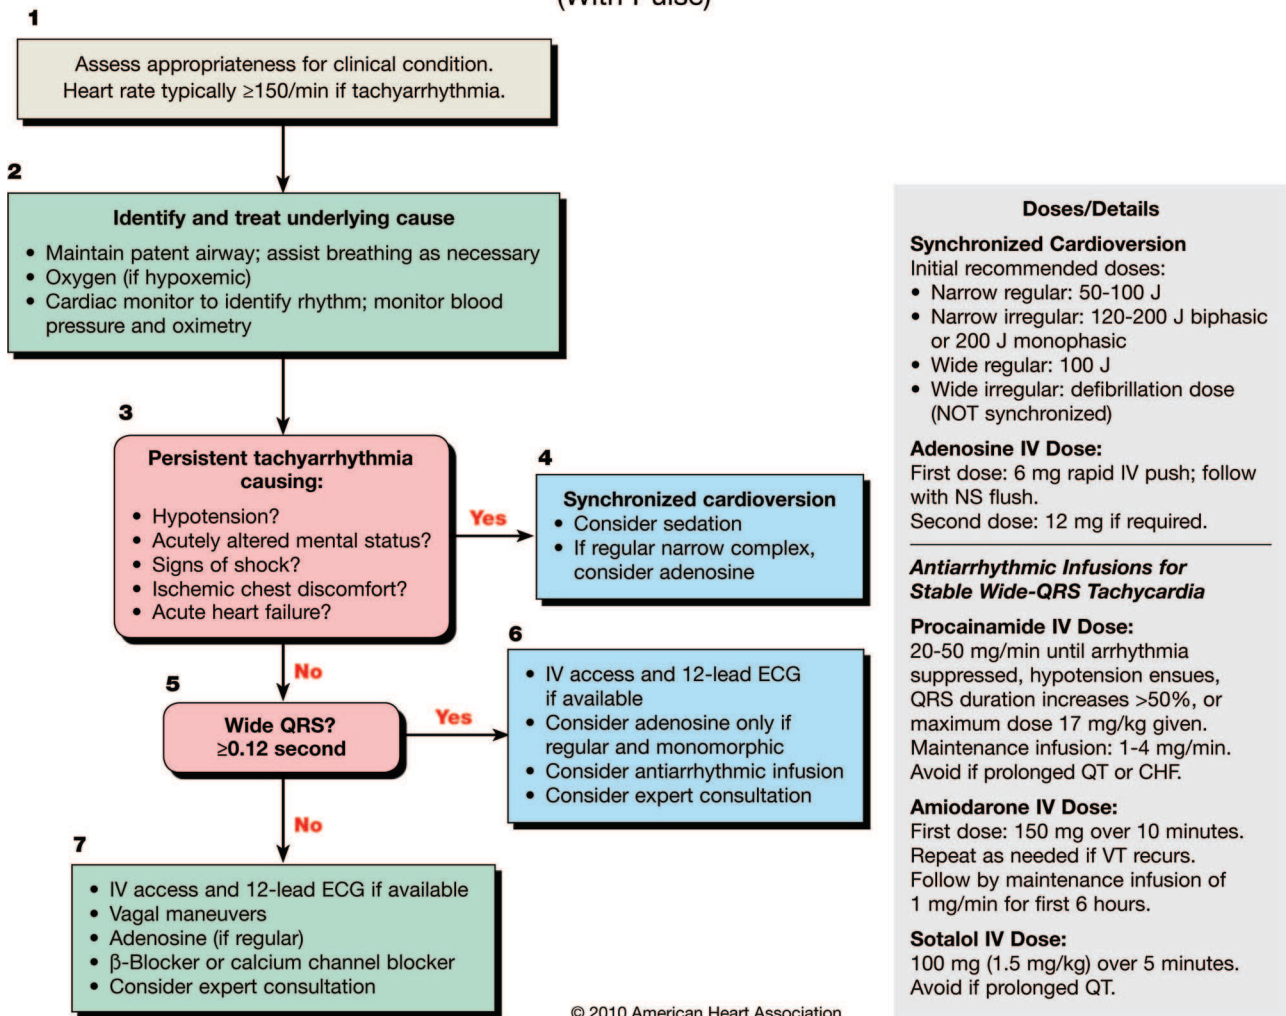 (With Pulse)
1
Assess appropriateness for clinical condition.
Heart rate typically ≥150/min if tachyarrhythmia.
2
Identify and treat underlying cause
• Maintain patent airway; assist breathing as necessary
• Oxygen (if hypoxemic)
• Cardiac monitor to identify rhythm; monitor blood
pressure and oximetry
3
Persistent tachyarrhythmia
causing:
• Hypotension?
• Acutely altered mental status?
• Signs of shock?
• Ischemic chest discomfort?
• Acute heart failure?
Yes
4
Synchronized cardioversion
• Consider sedation
• If regular narrow complex,
consider adenosine
No
5
Wide QRS?
≥0.12 second
Yes
6
• IV access and 12-lead ECG
if available
• Consider adenosine only if
regular and monomorphic
• Consider antiarrhythmic infusion
• Consider expert consultation
No
7
• IV access and 12-lead ECG if available
• Vagal maneuvers
• Adenosine (if regular)
• β-Blocker or calcium channel blocker
• Consider expert consultation
Doses/Details
Synchronized Cardioversion
Initial recommended doses:
• Narrow regular: 50-100 J
• Narrow irregular: 120-200 J biphasic
or 200 J monophasic
• Wide regular: 100 J
• Wide irregular: defibrillation dose
(NOT synchronized)
Adenosine IV Dose:
First dose: 6 mg rapid IV push; follow
with NS flush.
Second dose: 12 mg if required.
Antiarrhythmic Infusions for
Stable Wide-QRS Tachycardia
Procainamide IV Dose:
20-50 mg/min until arrhythmia
suppressed, hypotension ensues,
QRS duration increases >50%, or
maximum dose 17 mg/kg given.
Maintenance infusion: 1-4 mg/min.
Avoid if prolonged QT or CHF.
Amiodarone IV Dose:
First dose: 150 mg over 10 minutes.
Repeat as needed if VT recurs.
Follow by maintenance infusion of
1 mg/min for first 6 hours.
Sotalol IV Dose:
100 mg (1.5 mg/kg) over 5 minutes.
Avoid if prolonged QT.
© 2010 American Heart Association